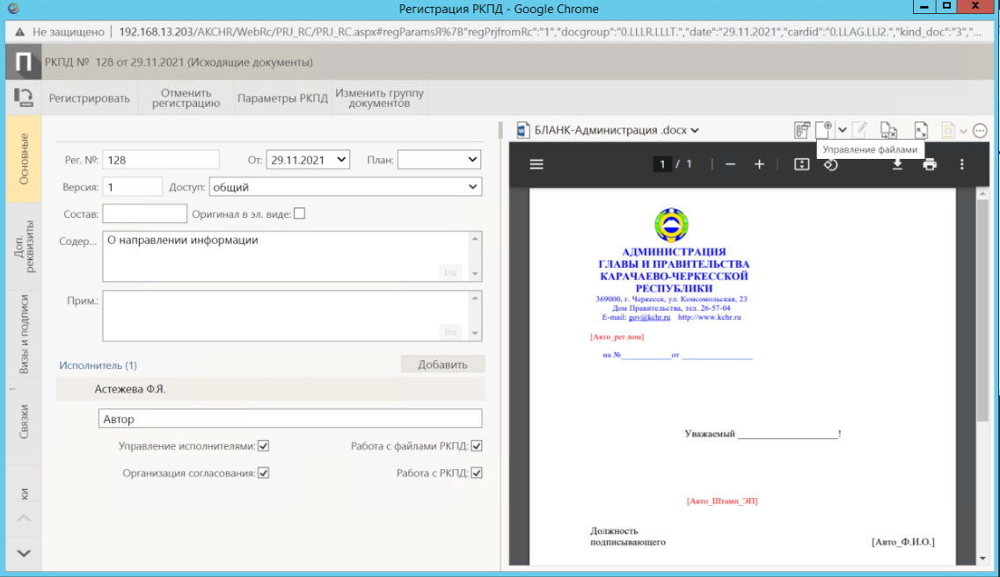 Регистрация РКПД - Google Chrome
Не защищено | 192.168.13.203/AKCHR/WebRc/PRJ_RC/PRJ_RC.aspx#regParamsЯ%7B"regPrjfromRc":"1","docgroup":"0.LLLR.LLLT.","date":"29.11.2021","cardid":"0.LLAG.LLI2.","kind_doc":"3","...
П РКПД № 128 от 29.11.2021 (Исходящие документы)
Регистрировать Отменить регистрацию Параметры РКПД Изменить группу документов
Основные
Доп. реквизиты
Визы и подписи
1
Связки
ки
Рег. №: 128 От: 29.11.2021 План:
Версия: 1 Доступ: общий
Состав: Оригинал в эл. виде:
Содер... О направлении информации
Ins
Прим.:
Ins
Исполнитель (1) Добавить
Астежева Ф.Я.
Автор
Управление исполнителями: Работа с файлами РКПД:
Организация согласования: Работа с РКПД:
БЛАНК-Администрация .docx
Управление файлами
1 / 1
АДМИНИСТРАЦИЯ
ГЛАВЫ И ПРАВИТЕЛЬСТВА
КАРАЧАЕВО-ЧЕРКЕССКОЙ
РЕСПУБЛИКИ
369000, г. Черкесск, ул. Комсомольская, 23
Дом Правительства, тел. 26-57-04
E-mail: gov@kchr.ru http://www.kchr.ru
[Авто_рег.ном]
на №____________от _________________
Уважаемый _____________________!
[Авто_Штамп_ЭП]
Должность
подписывающего [Авто_Ф.И.О.]